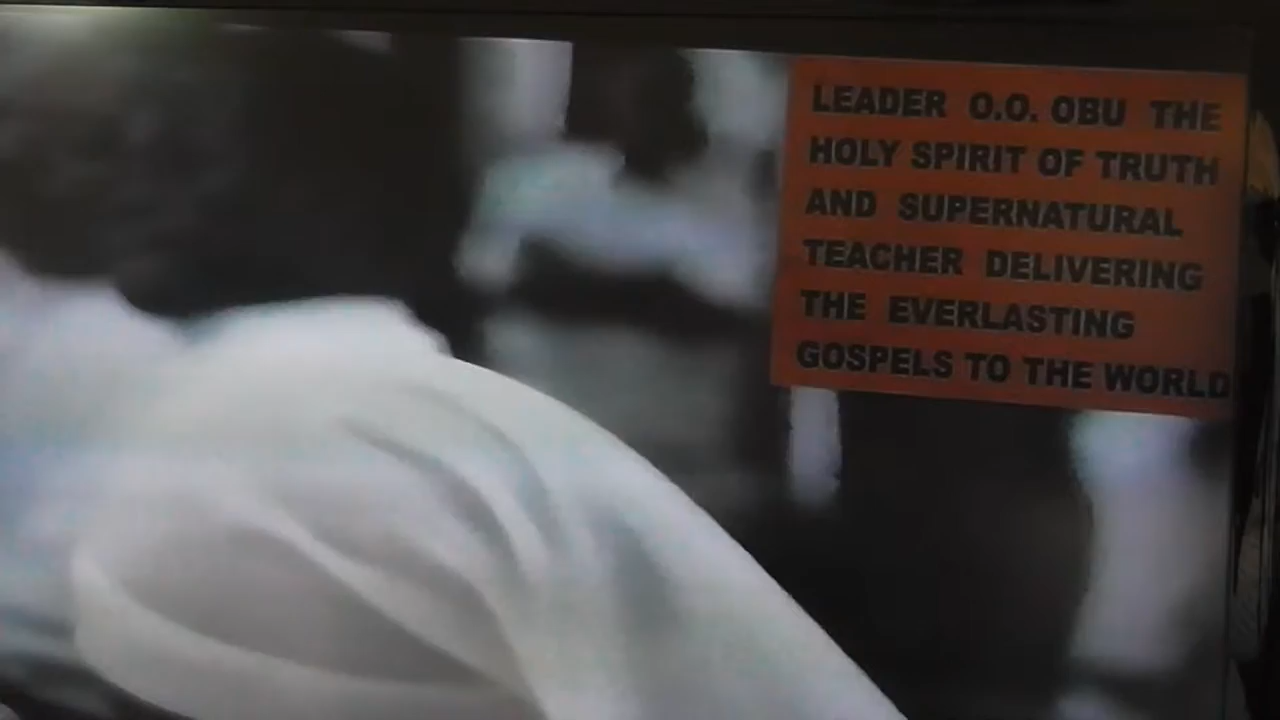 LEADER O.O. OBU THE
HOLY SPIRIT OF TRUTH
AND SUPERNATURAL
TEACHER DELIVERING
THE EVERLASTING
GOSPELS TO THE WORLD